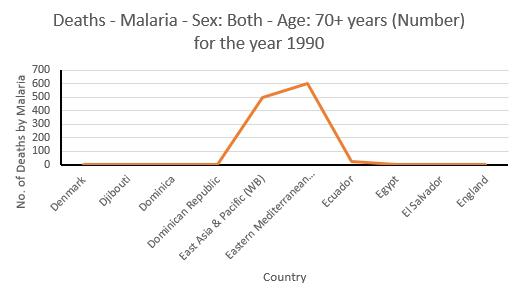 Deaths - Malaria - Sex: Both - Age: 70+ years (Number)
for the year 1990
No. of Deaths by Malaria
700
600
500
400
300
200
100
0
Denmark
Djibouti
Dominica
Dominican Republic
East Asia & Pacific (WB)
Eastern Mediterranean...
Ecuador
Egypt
El Salvador
England
Country